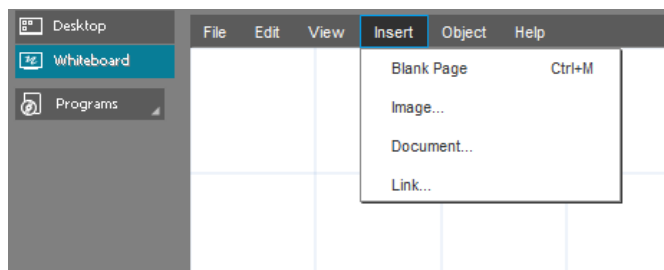 Desktop
Whiteboard
Programs
File Edit View Insert Object Help
Blank Page Ctrl+M
Image...
Document...
Link...